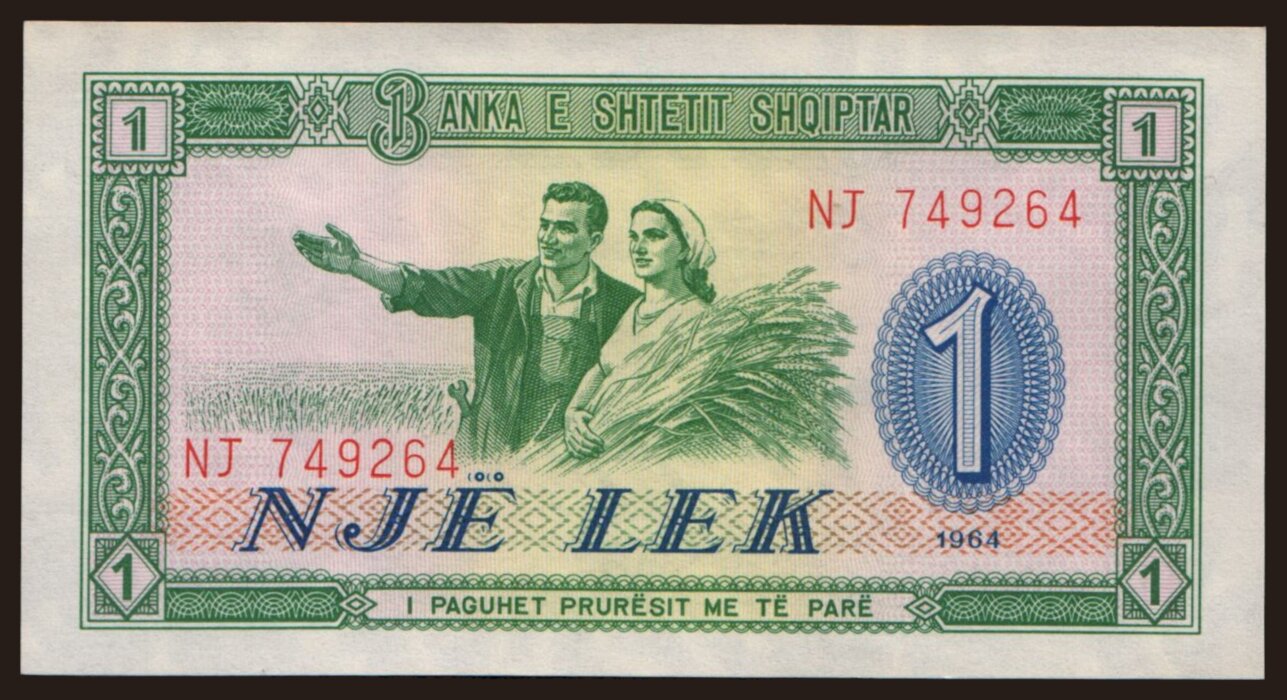 1
BANKA E SHTETIT SHQIPTAR
1
NJ 749264
1
NJ 749264
NJË LEK
1964
1
I PAGUHET PRURËSIT ME TË PARË
1